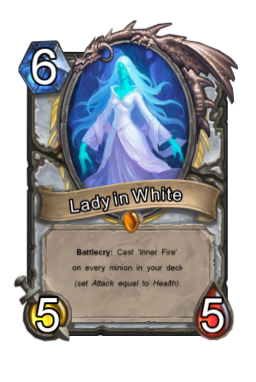 6
Lady in White
Battlecry: Cast 'Inner Fire'
on every minion in your deck
(set Attack equal to Health).
5
5